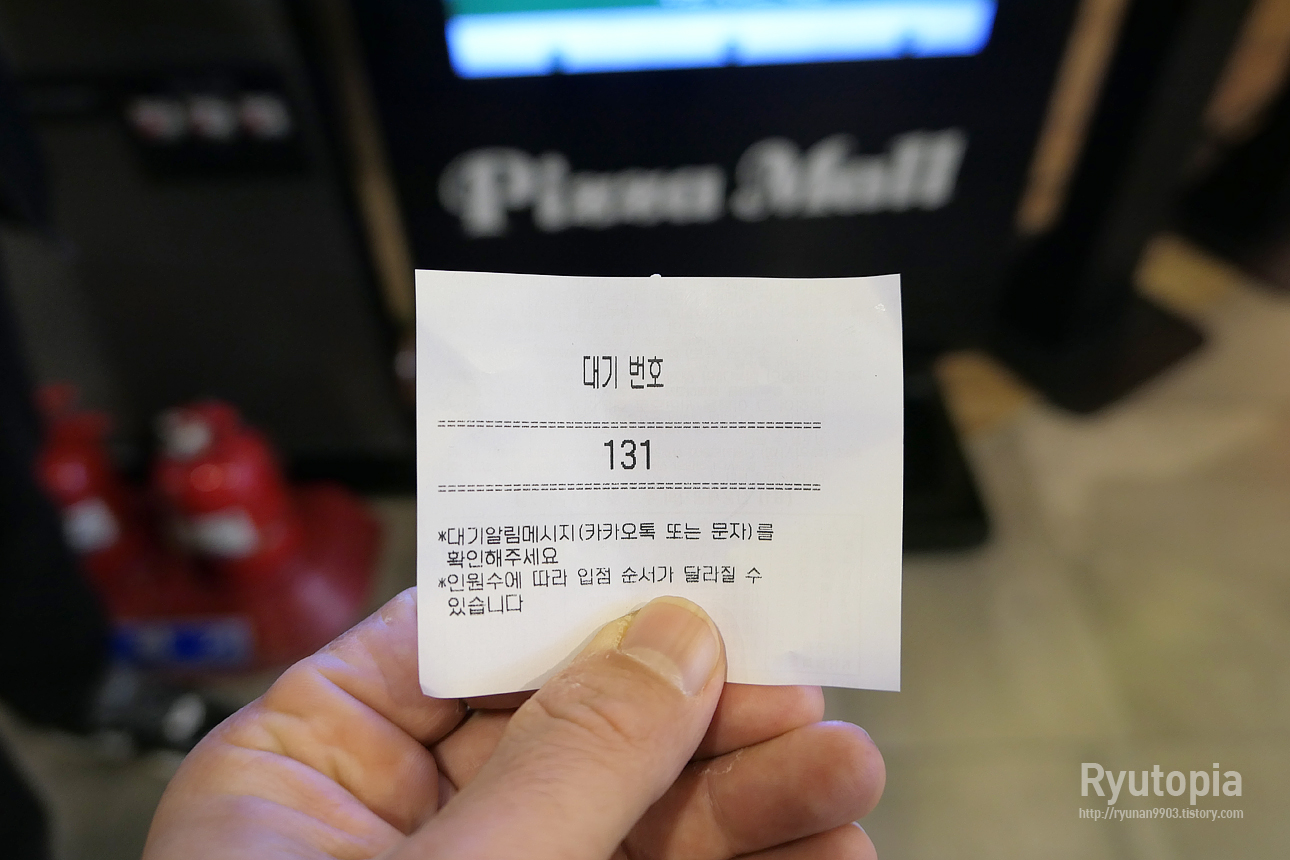 Pizza Mall
대기 번호
=============================================
131
=============================================
*대기알림메시지(카카오톡 또는 문자)를
확인해주세요
*인원수에 따라 입점 순서가 달라질 수
있습니다
Ryutopia
http://ryunan9903.tistory.com